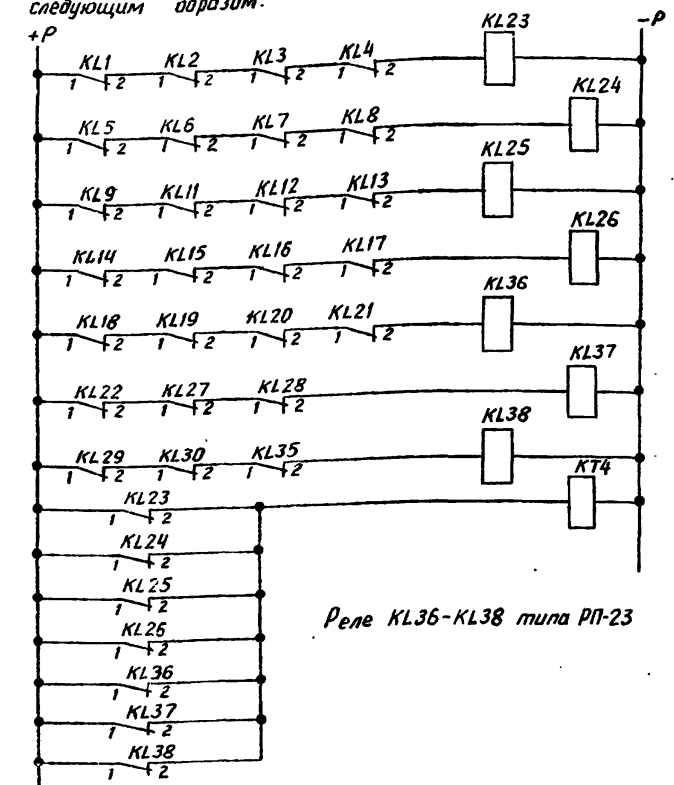 следующим образом:
+P -P
KL1 KL2 KL3 KL4 KL23
1 2 1 2 1 2 1 2
KL5 KL6 KL7 KL8 KL24
1 2 1 2 1 2 1 2
KL9 KL11 KL12 KL13 KL25
1 2 1 2 1 2 1 2
KL14 KL15 KL16 KL17 KL26
1 2 1 2 1 2 1 2
KL18 KL19 KL20 KL21 KL36
1 2 1 2 1 2 1 2
KL22 KL27 KL28 KL37
1 2 1 2 1 2
KL29 KL30 KL35 KL38
1 2 1 2 1 2
KL23 KT4
1 2
KL24
1 2
KL25
1 2
KL26
1 2
KL36
1 2
KL37
1 2
KL38
1 2
Реле KL36-KL38 типа РП-23